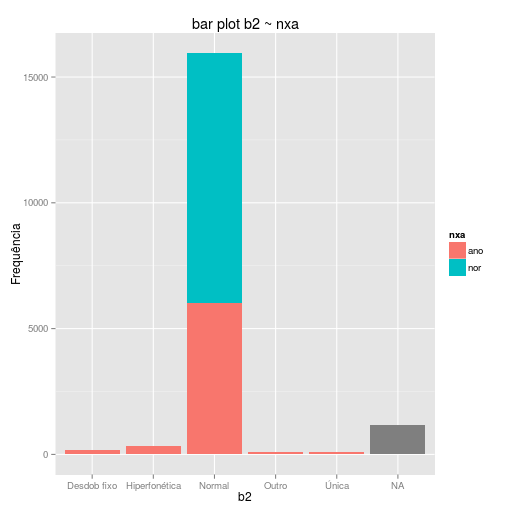 bar plot b2 ~ nxa
Frequência
15000
10000
5000
0
Desdob fixo Hiperfonética Normal Outro Única NA
b2
nxa
ano
nor